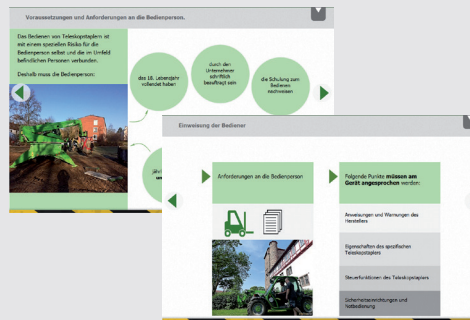 Voraussetzungen und Anforderungen an die Bedienperson.
Das Bedienen von Teleskopstaplern ist
mit einem speziellen Risiko für die
Bedienperson selbst und die im Umfeld
befindlichen Personen verbunden.
Deshalb muss die Bedienperson:
das 18. Lebensjahr
vollendet haben
durch den
Unternehmer
schriftlich
beauftragt sein
die Schulung zum
Bedienen
nachweisen
Einweisung der Bediener
Anforderungen an die Bedienperson
Folgende Punkte müssen am
Gerät angesprochen werden:
Anweisungen und Warnungen des
Herstellers
Eigenschaften des spezifischen
Teleskopstaplers
Steuerfunktionen des Teleskopstaplers
Sicherheitseinrichtungen und
Notbedienung